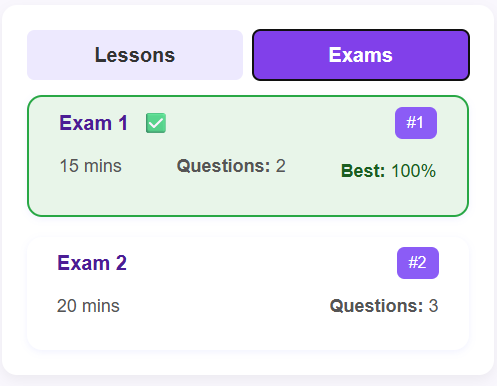 Lessons Exams
Exam 1 ✅ #1
15 mins Questions: 2 Best: 100%
Exam 2 #2
20 mins Questions: 3